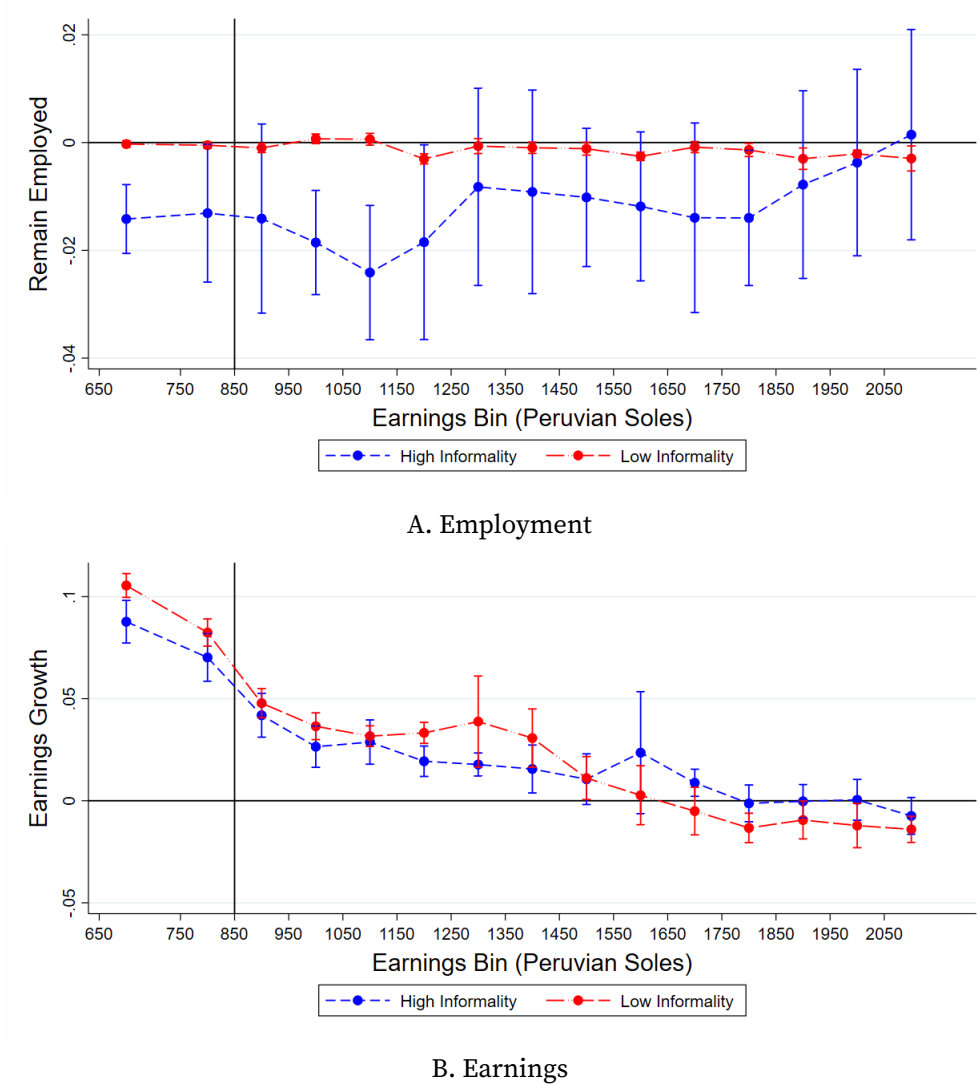 .02
0
-.02
-.04
Remain Employed
650 750 850 950 1050 1150 1250 1350 1450 1550 1650 1750 1850 1950 2050
Earnings Bin (Peruvian Soles)
High Informality Low Informality
A. Employment
.1
.05
0
-.05
Earnings Growth
650 750 850 950 1050 1150 1250 1350 1450 1550 1650 1750 1850 1950 2050
Earnings Bin (Peruvian Soles)
High Informality Low Informality
B. Earnings